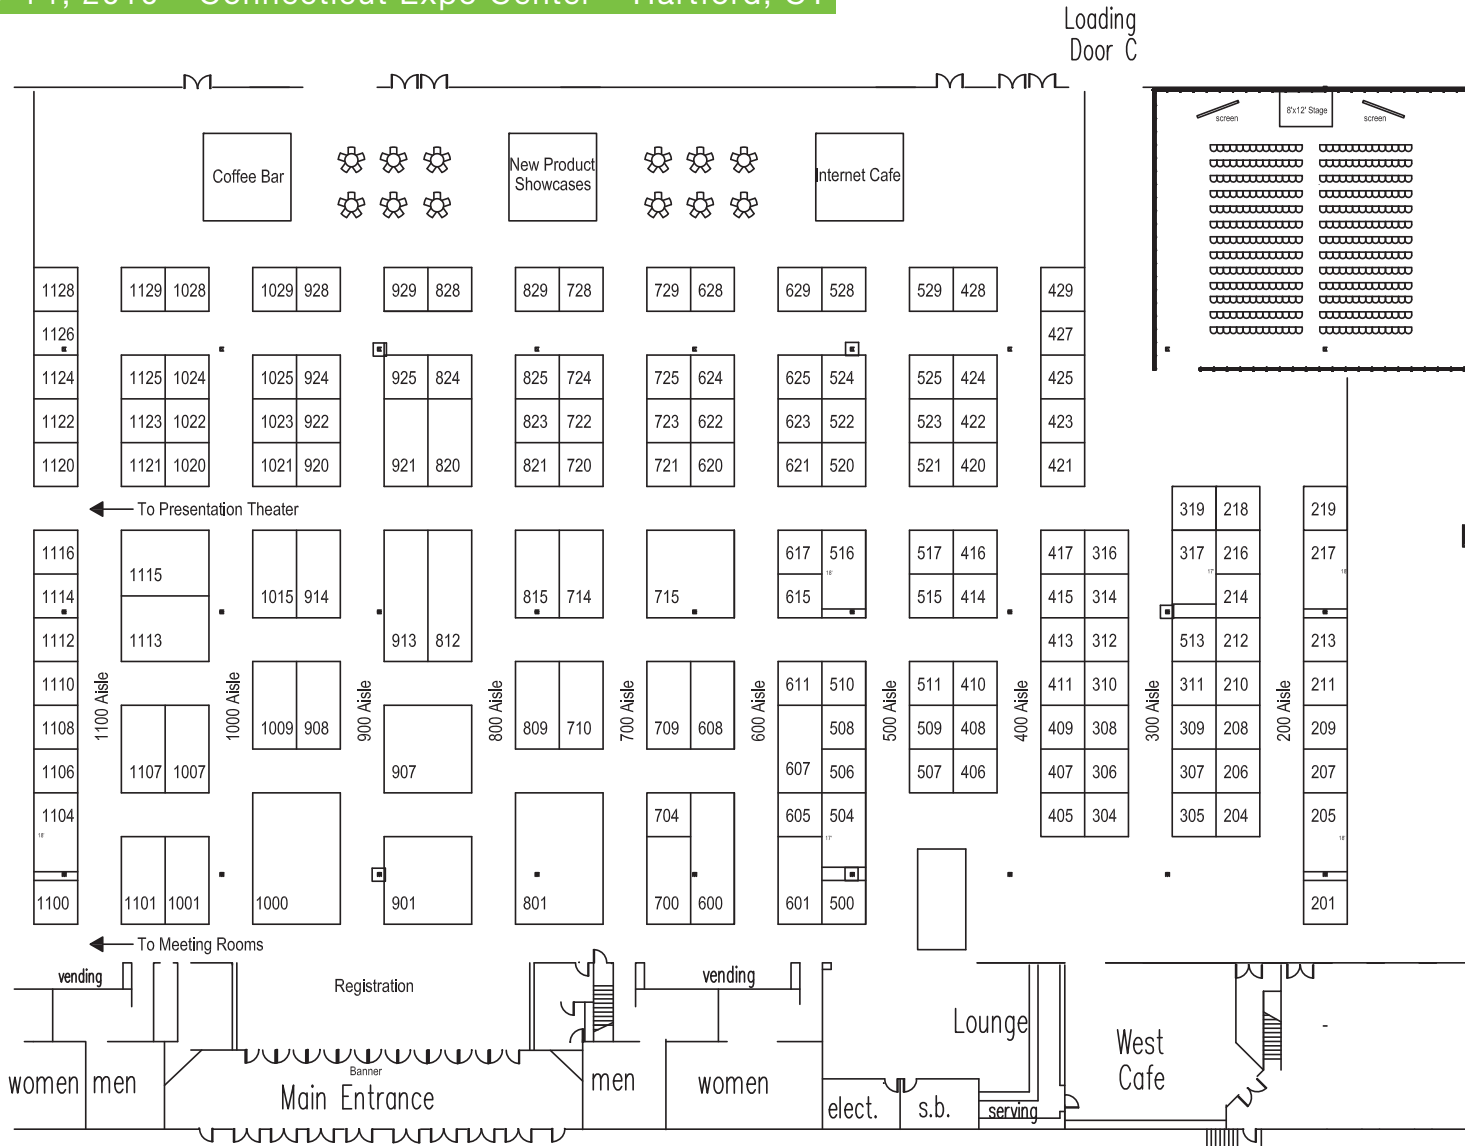 11, 2010 Connecticut Expo Center Hartford, CT
Loading
Door C
8'x12' Stage
screen screen
Coffee Bar
New Product
Showcases
Internet Cafe
1128 1129 1028 1029 928 929 828 829 728 729 628 629 528 529 428 429
1126 427
1124 1125 1024 1025 924 925 824 825 724 725 624 625 524 525 424 425
1122 1123 1022 1023 922 823 722 723 622 623 522 523 422 423
1120 1121 1020 1021 920 921 820 821 720 721 620 621 520 521 420 421
To Presentation Theater
319 218 219
1116 617 516 517 416 417 316 317 216 217
1115
18' 17' 18
1114 1015 914 815 714 715 615 515 414 415 314 214
1112 1113 913 812 413 312 513 212 213
1110 611 510 511 410 411 310 311 210 211
1100 Aisle 1000 Aisle 900 Aisle 800 Aisle 700 Aisle 600 Aisle 500 Aisle 400 Aisle 300 Aisle 200 Aisle
1108 1009 908 809 710 709 608 508 509 408 409 308 309 208 209
1106 1107 1007 907 607 506 507 406 407 306 307 206 207
1104 704 605 504 405 304 305 204 205
18' 17' 18'
1100 1101 1001 1000 901 801 700 600 601 500 201
To Meeting Rooms
vending vending
Registration
Lounge
West
Cafe
Banner
women men Main Entrance men women
elect. s.b. serving